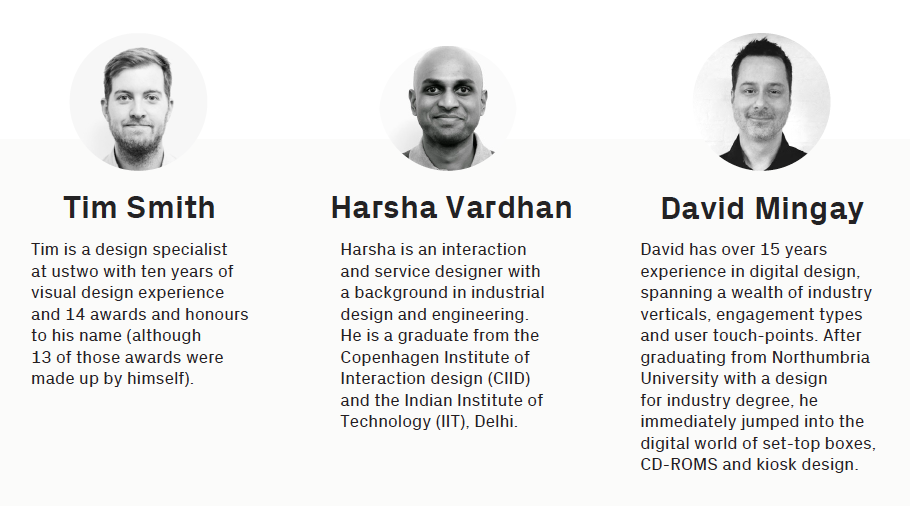 Tim Smith
Tim is a design specialist
at ustwo with ten years of
visual design experience
and 14 awards and honours
to his name (although
13 of those awards were
made up by himself).
Harsha Vardhan
Harsha is an interaction
and service designer with
a background in industrial
design and engineering.
He is a graduate from the
Copenhagen Institute of
Interaction design (CIID)
and the Indian Institute of
Technology (IIT), Delhi.
David Mingay
David has over 15 years
experience in digital design,
spanning a wealth of industry
verticals, engagement types
and user touch-points. After
graduating from Northumbria
University with a design
for industry degree, he
immediately jumped into the
digital world of set-top boxes,
CD-ROMS and kiosk design.